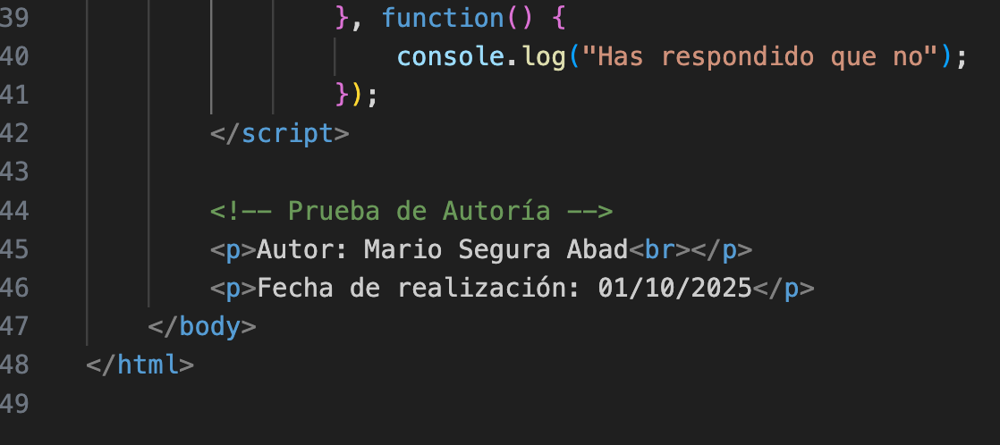 39 }, function() {
40 console.log("Has respondido que no");
41 });
42 </script>
43
44 <!-- Prueba de Autoría -->
45 <p>Autor: Mario Segura Abad<br></p>
46 <p>Fecha de realización: 01/10/2025</p>
47 </body>
48 </html>
49